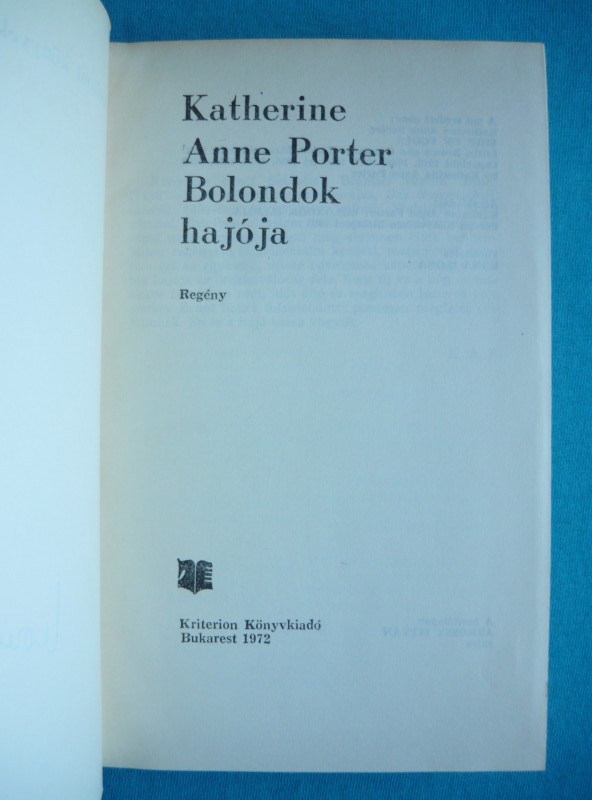 Katherine
Anne Porter
Bolondok
hajója
Regény
Kriterion Könyvkiadó
Bukarest 1972